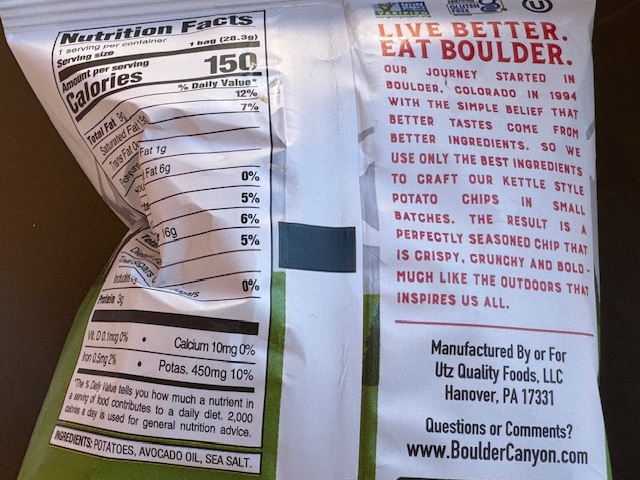 Nutrition Facts
1 serving per container
Serving size 1 bag (28.3g)
Amount per serving
Calories 150
% Daily Value*
Total Fat 9g 12%
Saturated Fat 7%
Trans Fat
Fat 1g
Fat 6g
0%
5%
16g 6%
5%
0%
Protein 3g
Vit. D 0.1mcg 0% • Calcium 10mg 0%
Iron 0.5mg 2% • Potas. 450mg 10%
*The % Daily Value tells you how much a nutrient in
a serving of food contributes to a daily diet. 2,000
calories a day is used for general nutrition advice.
INGREDIENTS: POTATOES, AVOCADO OIL, SEA SALT.
LIVE BETTER.
EAT BOULDER.
OUR JOURNEY STARTED IN
BOULDER, COLORADO IN 1994
WITH THE SIMPLE BELIEF THAT
BETTER TASTES COME FROM
BETTER INGREDIENTS. SO WE
USE ONLY THE BEST INGREDIENTS
TO CRAFT OUR KETTLE STYLE
POTATO CHIPS IN SMALL
BATCHES. THE RESULT IS A
PERFECTLY SEASONED CHIP THAT
IS CRISPY, CRUNCHY AND BOLD-
MUCH LIKE THE OUTDOORS THAT
INSPIRES US ALL.
Manufactured By or For
Utz Quality Foods, LLC
Hanover, PA 17331
Questions or Comments?
www.BoulderCanyon.com